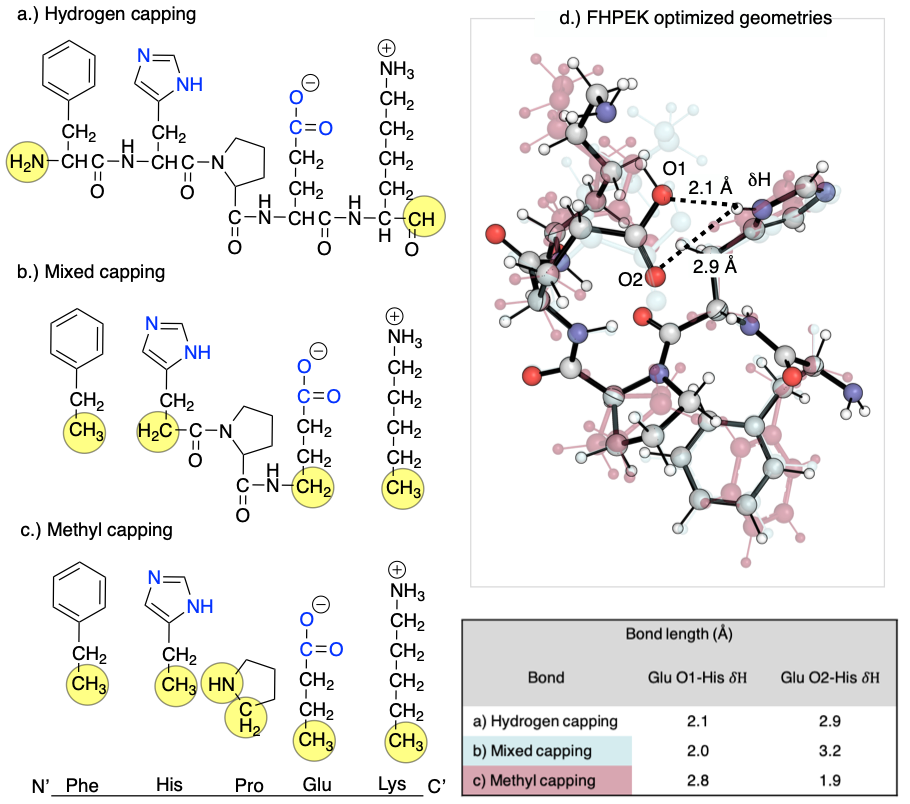 a.) Hydrogen capping
N
NH
⊕
NH₃
O ⊖
CH₂
C=O
CH₂
CH₂
CH₂
CH₂
CH₂
CH₂
CH₂
H₂N CH C H N CH C N
O
O
C H N CH C H N C CH
O
O
H
O
b.) Mixed capping
N
NH
⊕
NH₃
O ⊖
CH₂
C=O
CH₂
CH₂
CH₂
CH₂
CH₂
CH₂
CH₂
CH₃
H₂C C N
O
C H N CH₂
O
CH₃
c.) Methyl capping
N
NH
⊕
NH₃
O ⊖
CH₂
C=O
CH₂
CH₂
CH₂
CH₂
CH₂
CH₂
CH₂
CH₃
CH₃
HN
C
H₂
CH₃
CH₃
N’ Phe His Pro Glu Lys C’
d.) FHPEK optimized geometries
O1
2.1 Å
δH
O2
2.9 Å
Bond length (Å)
Bond Glu O1-His δH Glu O2-His δH
a) Hydrogen capping 2.1 2.9
b) Mixed capping 2.0 3.2
c) Methyl capping 2.8 1.9